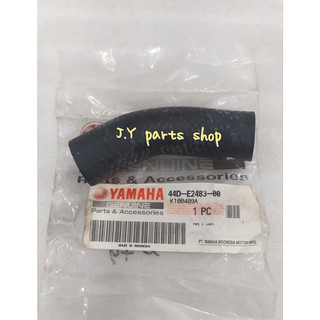 J.Y parts shop
YAMAHA
GENUINE
Parts & Accessories
44D-E2483-00
K100409A
1 PC
MADE IN INDONESIA
PT. YAMAHA INDONESIA MOTOR MFG.